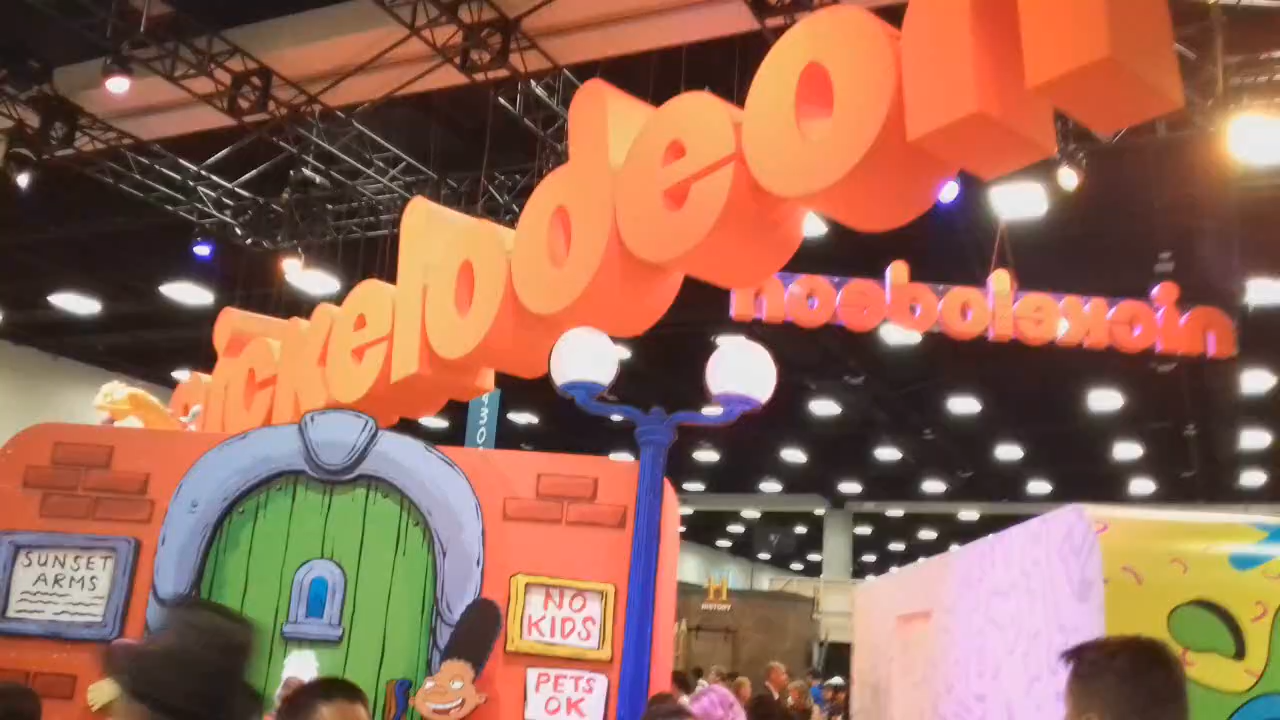 nickelodeon
nickelodeon
SUNSET
ARMS
NO
KIDS
PETS
OK
HISTORY